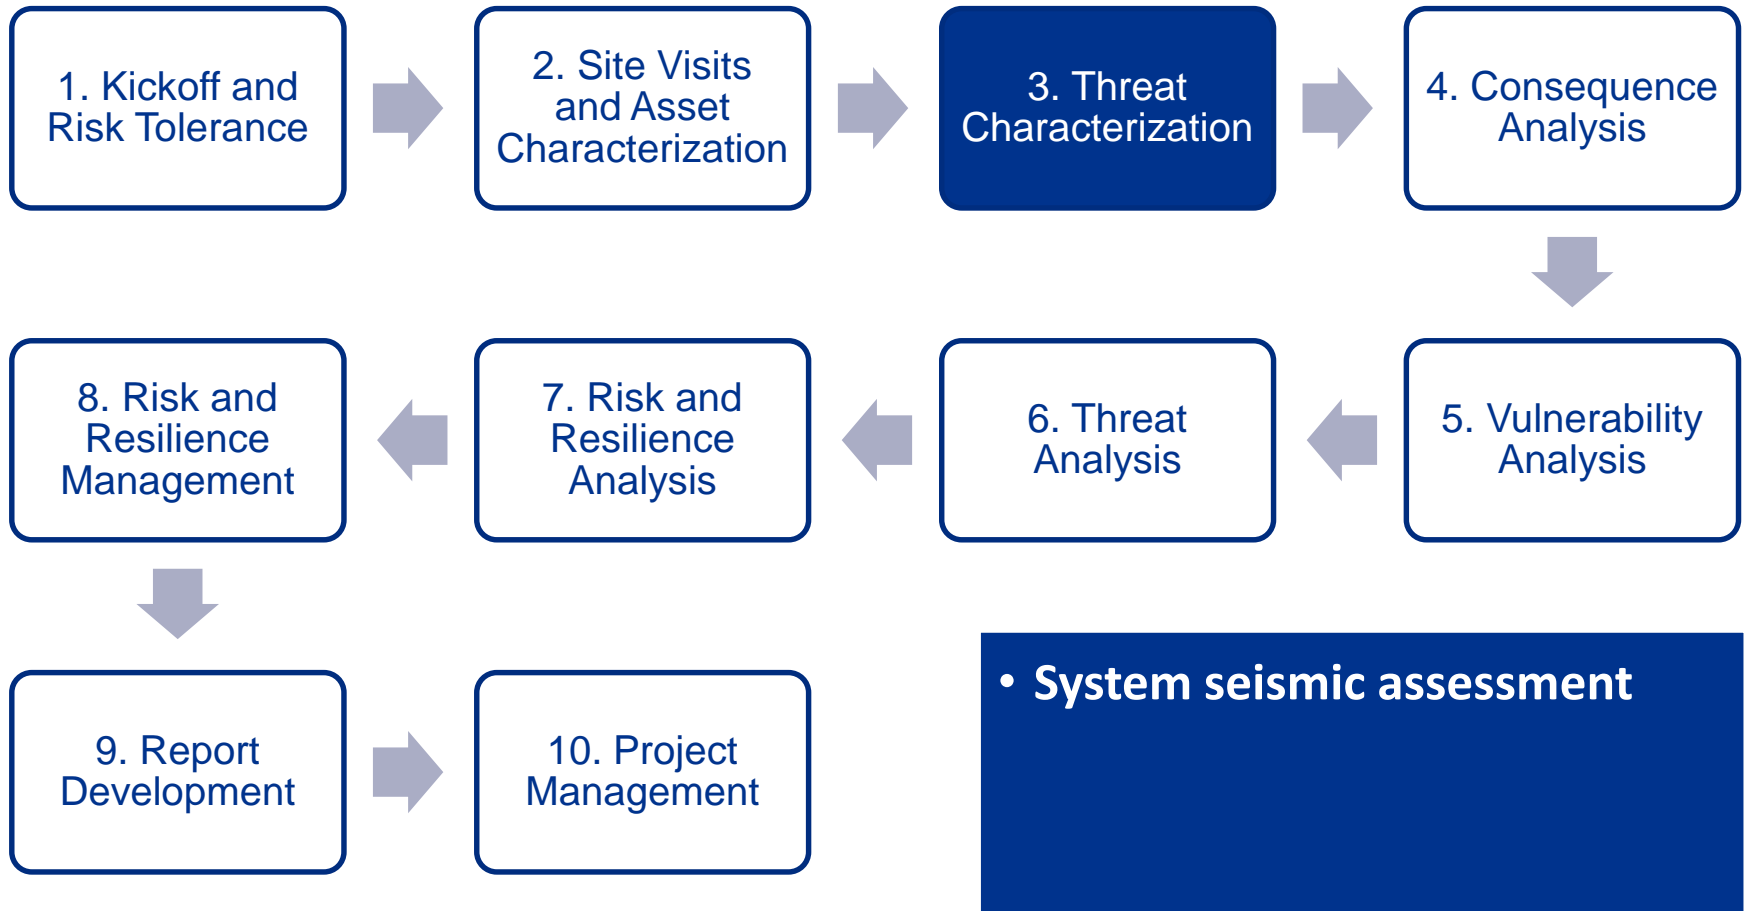 1. Kickoff and
Risk Tolerance
2. Site Visits
and Asset
Characterization
3. Threat
Characterization
4. Consequence
Analysis
5. Vulnerability
Analysis
6. Threat
Analysis
7. Risk and
Resilience
Analysis
8. Risk and
Resilience
Management
9. Report
Development
10. Project
Management
• System seismic assessment